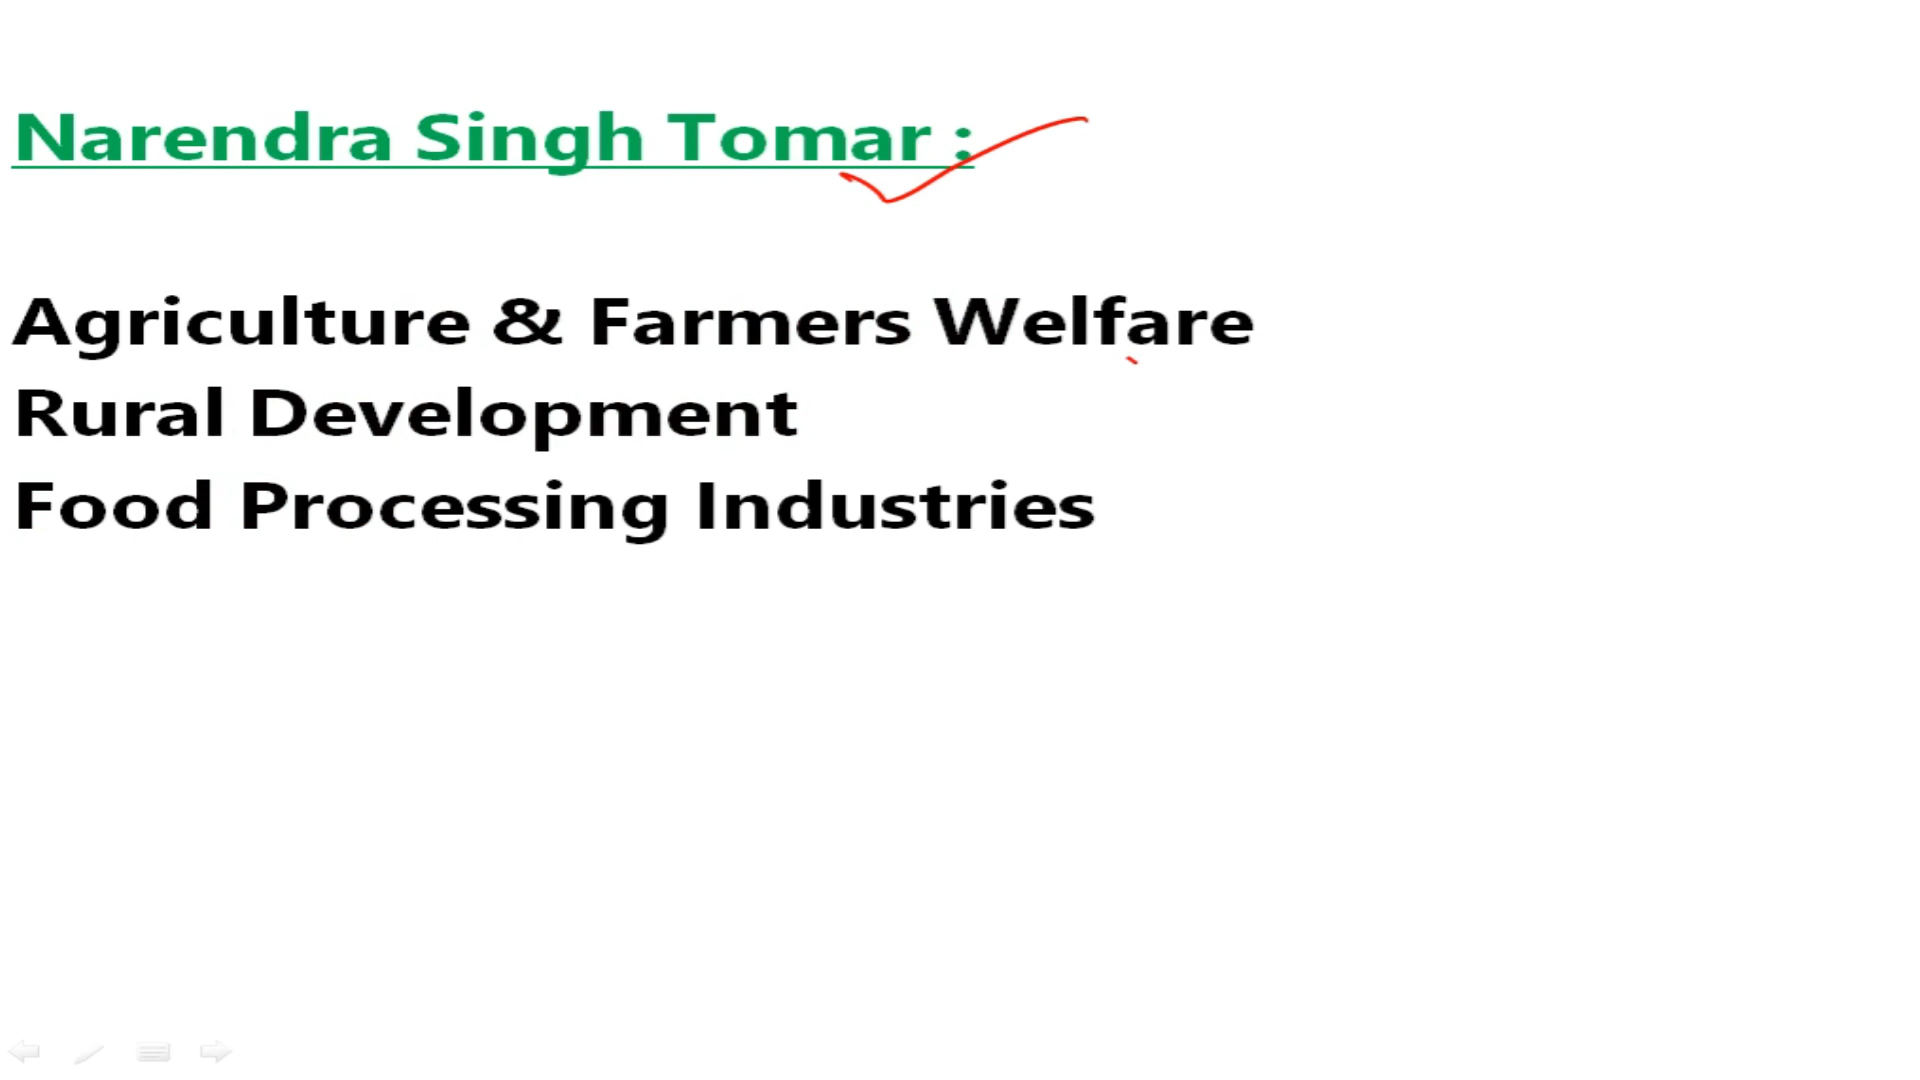 Narendra Singh Tomar :
Agriculture & Farmers Welfare
Rural Development
Food Processing Industries